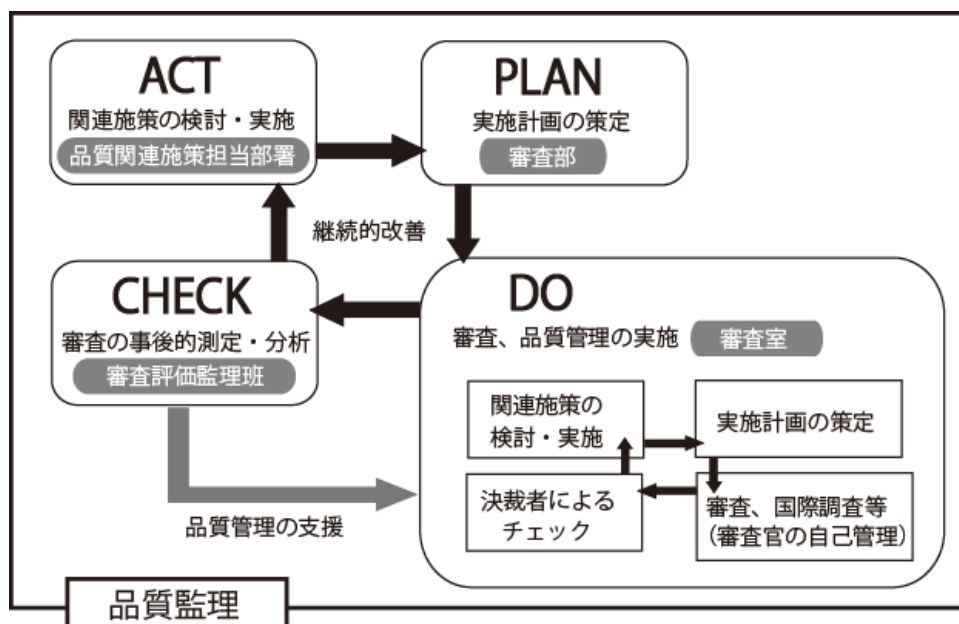 ACT
関連施策の検討・実施
品質関連施策担当部署
PLAN
実施計画の策定
審査部
継続的改善
CHECK
審査の事後的測定・分析
審査評価監理班
DO
審査、品質管理の実施
審査室
関連施策の
検討・実施
実施計画の策定
決裁者による
チェック
審査、国際調査等
(審査官の自己管理)
品質管理の支援
品質監理